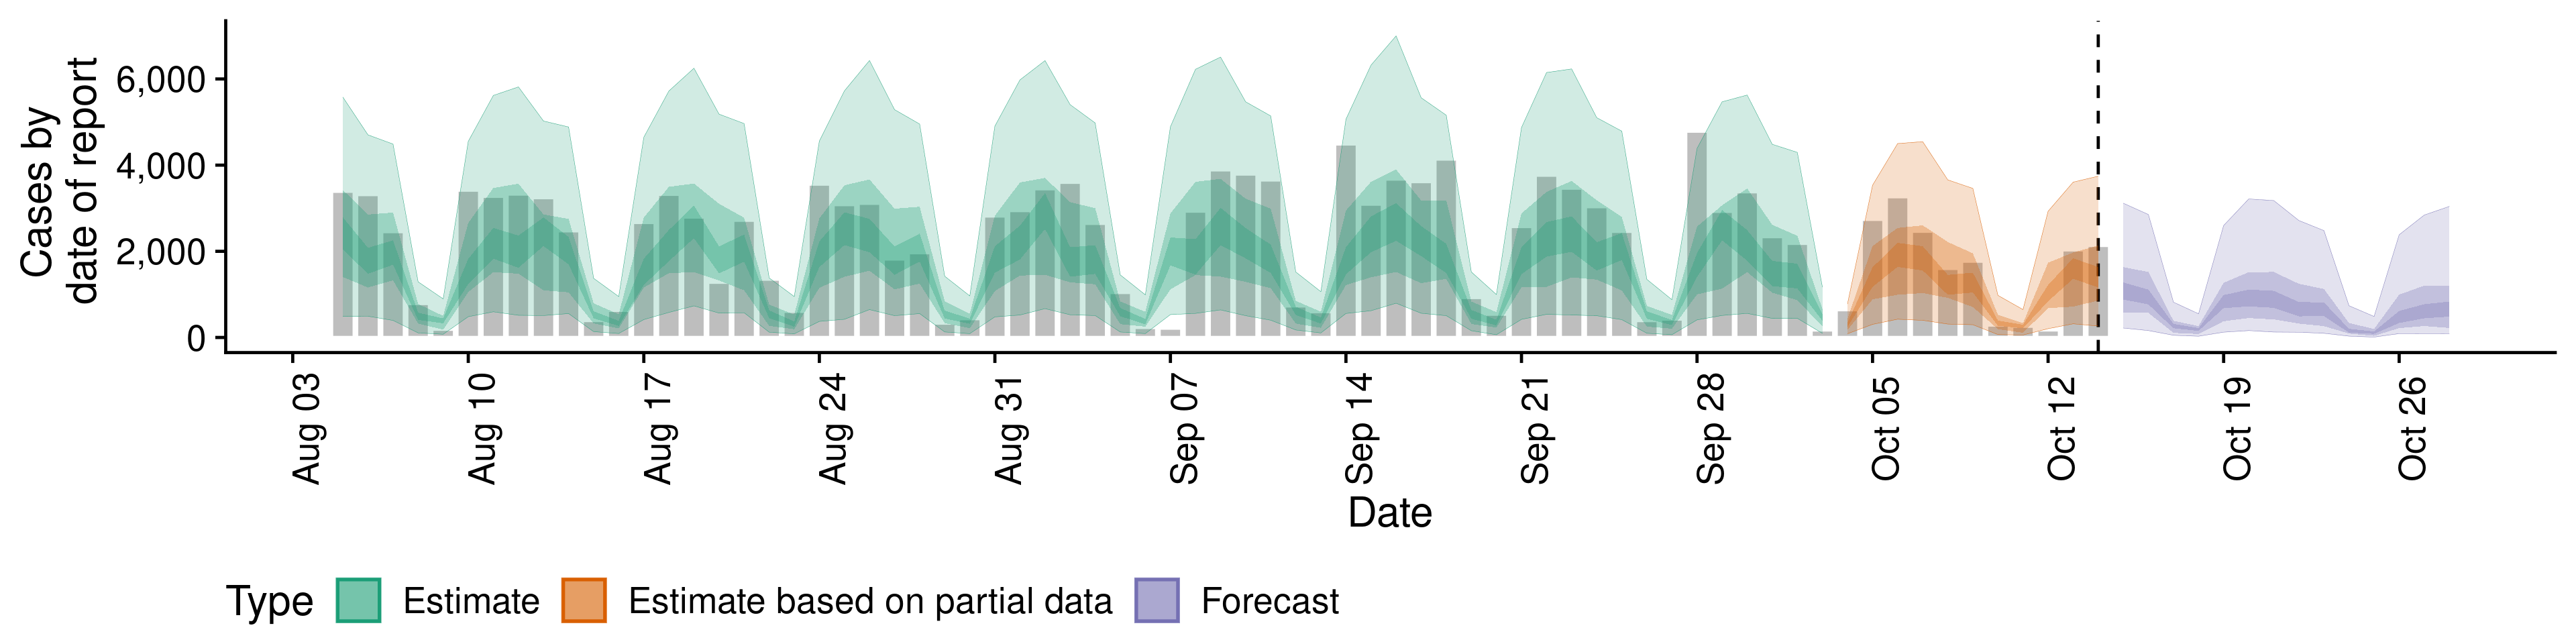 Cases by
date of report
6,000
4,000
2,000
0
Aug 03
Aug 10
Aug 17
Aug 24
Aug 31
Sep 07
Sep 14
Sep 21
Sep 28
Oct 05
Oct 12
Oct 19
Oct 26
Date
Type Estimate Estimate based on partial data Forecast